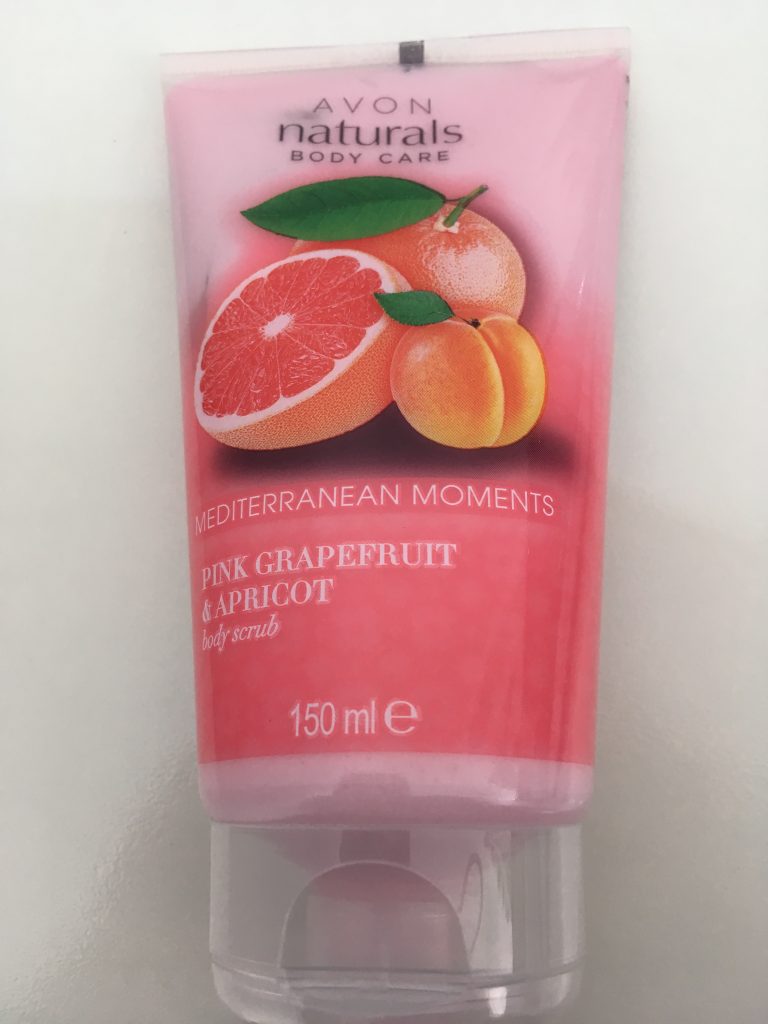 AVON
naturals
BODY CARE
MEDITERRANEAN MOMENTS
PINK GRAPEFRUIT
& APRICOT
body scrub
150 ml e